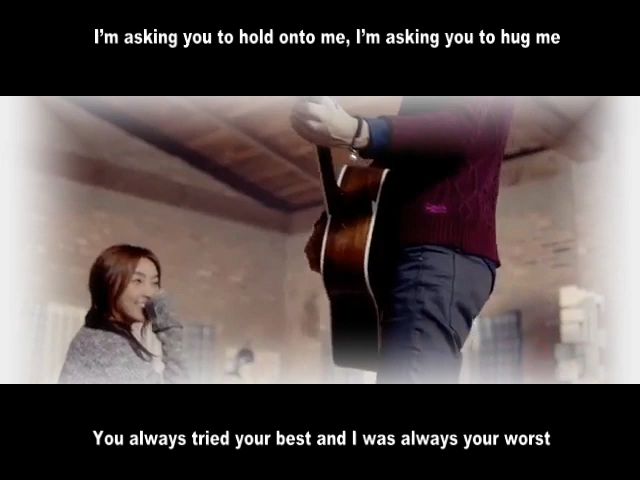 I'm asking you to hold onto me, I'm asking you to hug me
You always tried your best and I was always your worst